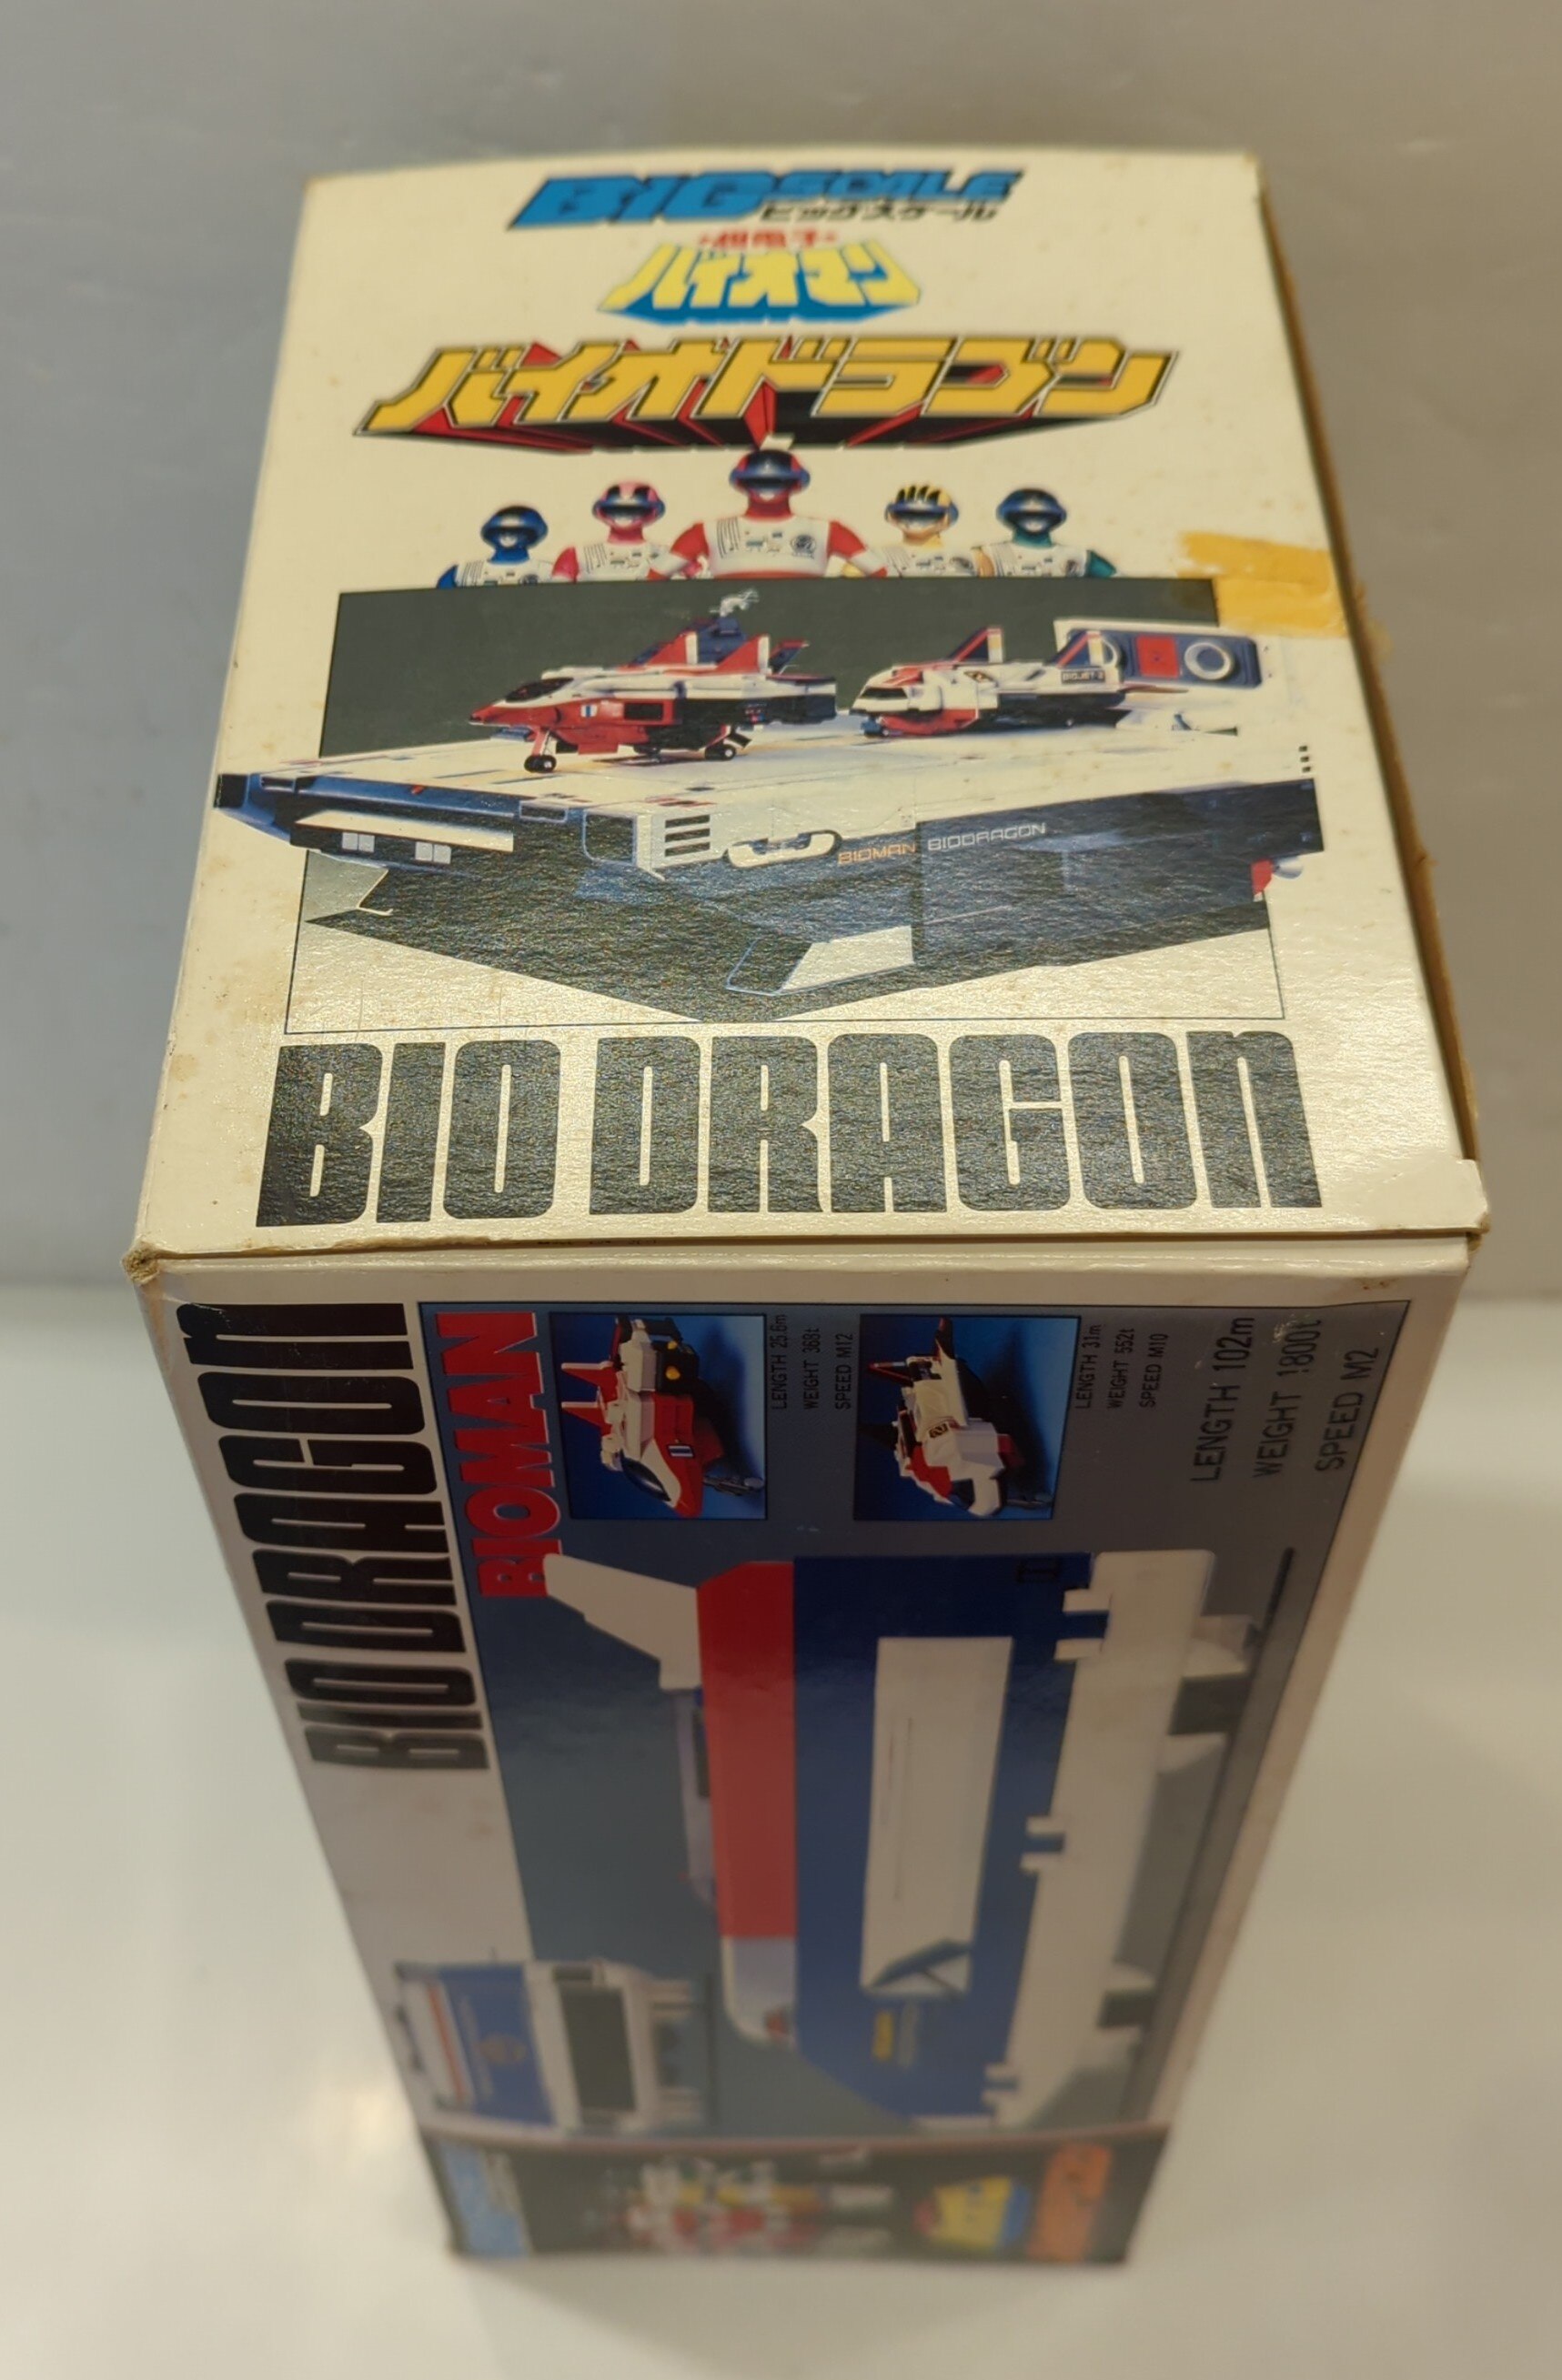 BIG SCALE
ビッグスケール
超電子
バイオマン
バイオドラゴン
BIOJET-2
BIOMAN BIODRAGON
BIO DRAGON
BIO DRAGON
BIOMAN
LENGTH 25.6m
WEIGHT 368t
SPEED M12
LENGTH 31m
WEIGHT 552t
SPEED M10
LENGTH 102m
WEIGHT 1800t
SPEED M2